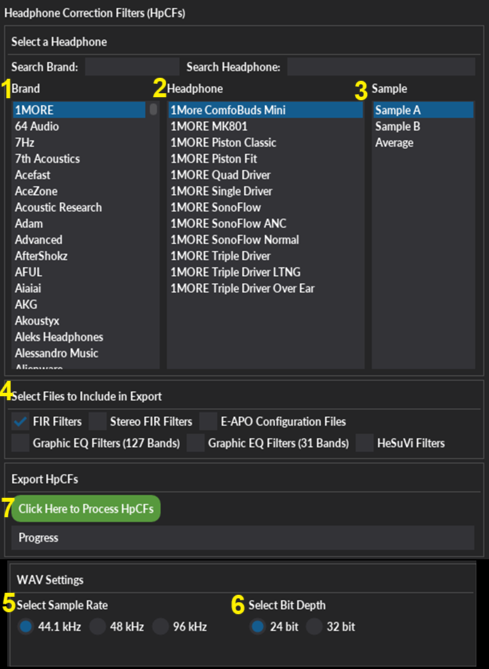 Headphone Correction Filters (HpCFs)
Select a Headphone
Search Brand: Search Headphone:
1 Brand 2 Headphone 3 Sample
1MORE 1More ComfoBuds Mini Sample A
64 Audio 1MORE MK801 Sample B
7Hz 1MORE Piston Classic Average
7th Acoustics 1MORE Piston Fit
Acefast 1MORE Quad Driver
AceZone 1MORE Single Driver
Acoustic Research 1MORE SonoFlow
Adam 1MORE SonoFlow ANC
Advanced 1MORE SonoFlow Normal
AfterShokz 1MORE Triple Driver
AFUL 1MORE Triple Driver LTNG
Aiaiai 1MORE Triple Driver Over Ear
AKG
Akoustyx
Aleks Headphones
Alessandro Music
Alienware
4 Select Files to Include in Export
FIR Filters Stereo FIR Filters E-APO Configuration Files
Graphic EQ Filters (127 Bands) Graphic EQ Filters (31 Bands) HeSuVi Filters
Export HpCFs
7 Click Here to Process HpCFs
Progress
WAV Settings
5 Select Sample Rate 6 Select Bit Depth
44.1 kHz 48 kHz 96 kHz 24 bit 32 bit